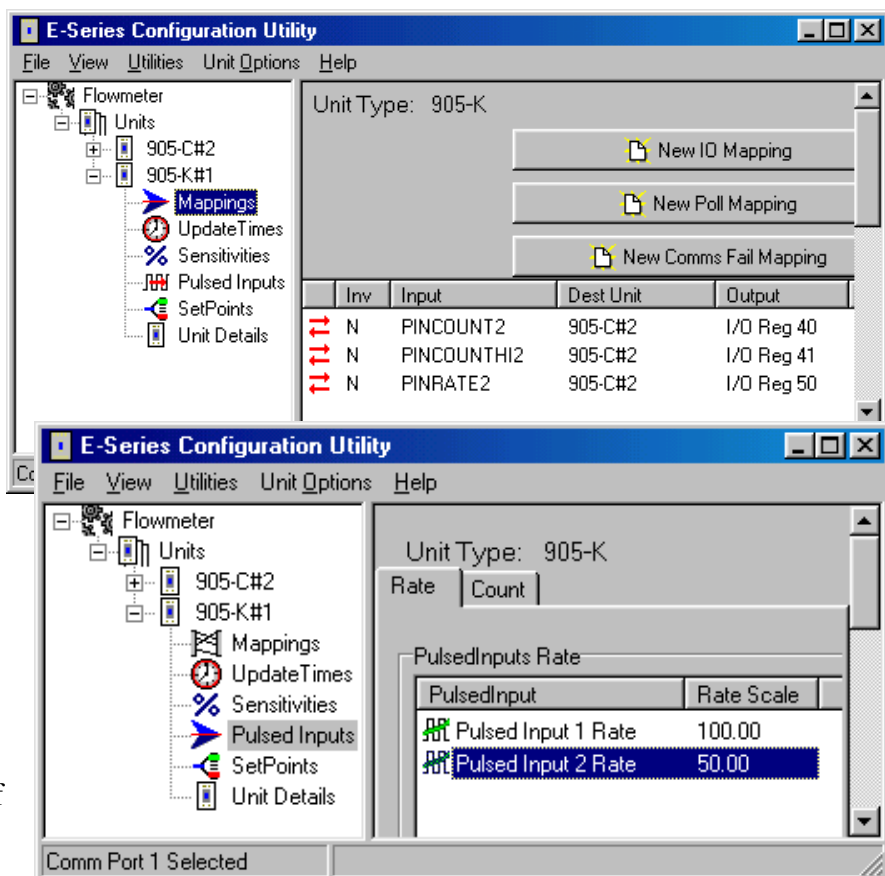 E-Series Configuration Utility
File View Utilities Unit Options Help
Flowmeter
Units
905-C#2
905-K#1
Mappings
UpdateTimes
Sensitivities
Pulsed Inputs
SetPoints
Unit Details
Unit Type: 905-K
New IO Mapping
New Poll Mapping
New Comms Fail Mapping
Inv Input Dest Unit Output
N PINCOUNT2 905-C#2 I/O Reg 40
N PINCOUNTHI2 905-C#2 I/O Reg 41
N PINRATE2 905-C#2 I/O Reg 50
E-Series Configuration Utility
File View Utilities Unit Options Help
Flowmeter
Units
905-C#2
905-K#1
Mappings
UpdateTimes
Sensitivities
Pulsed Inputs
SetPoints
Unit Details
Unit Type: 905-K
Rate Count
PulsedInputs Rate
PulsedInput Rate Scale
Pulsed Input 1 Rate 100.00
Pulsed Input 2 Rate 50.00
Comm Port 1 Selected